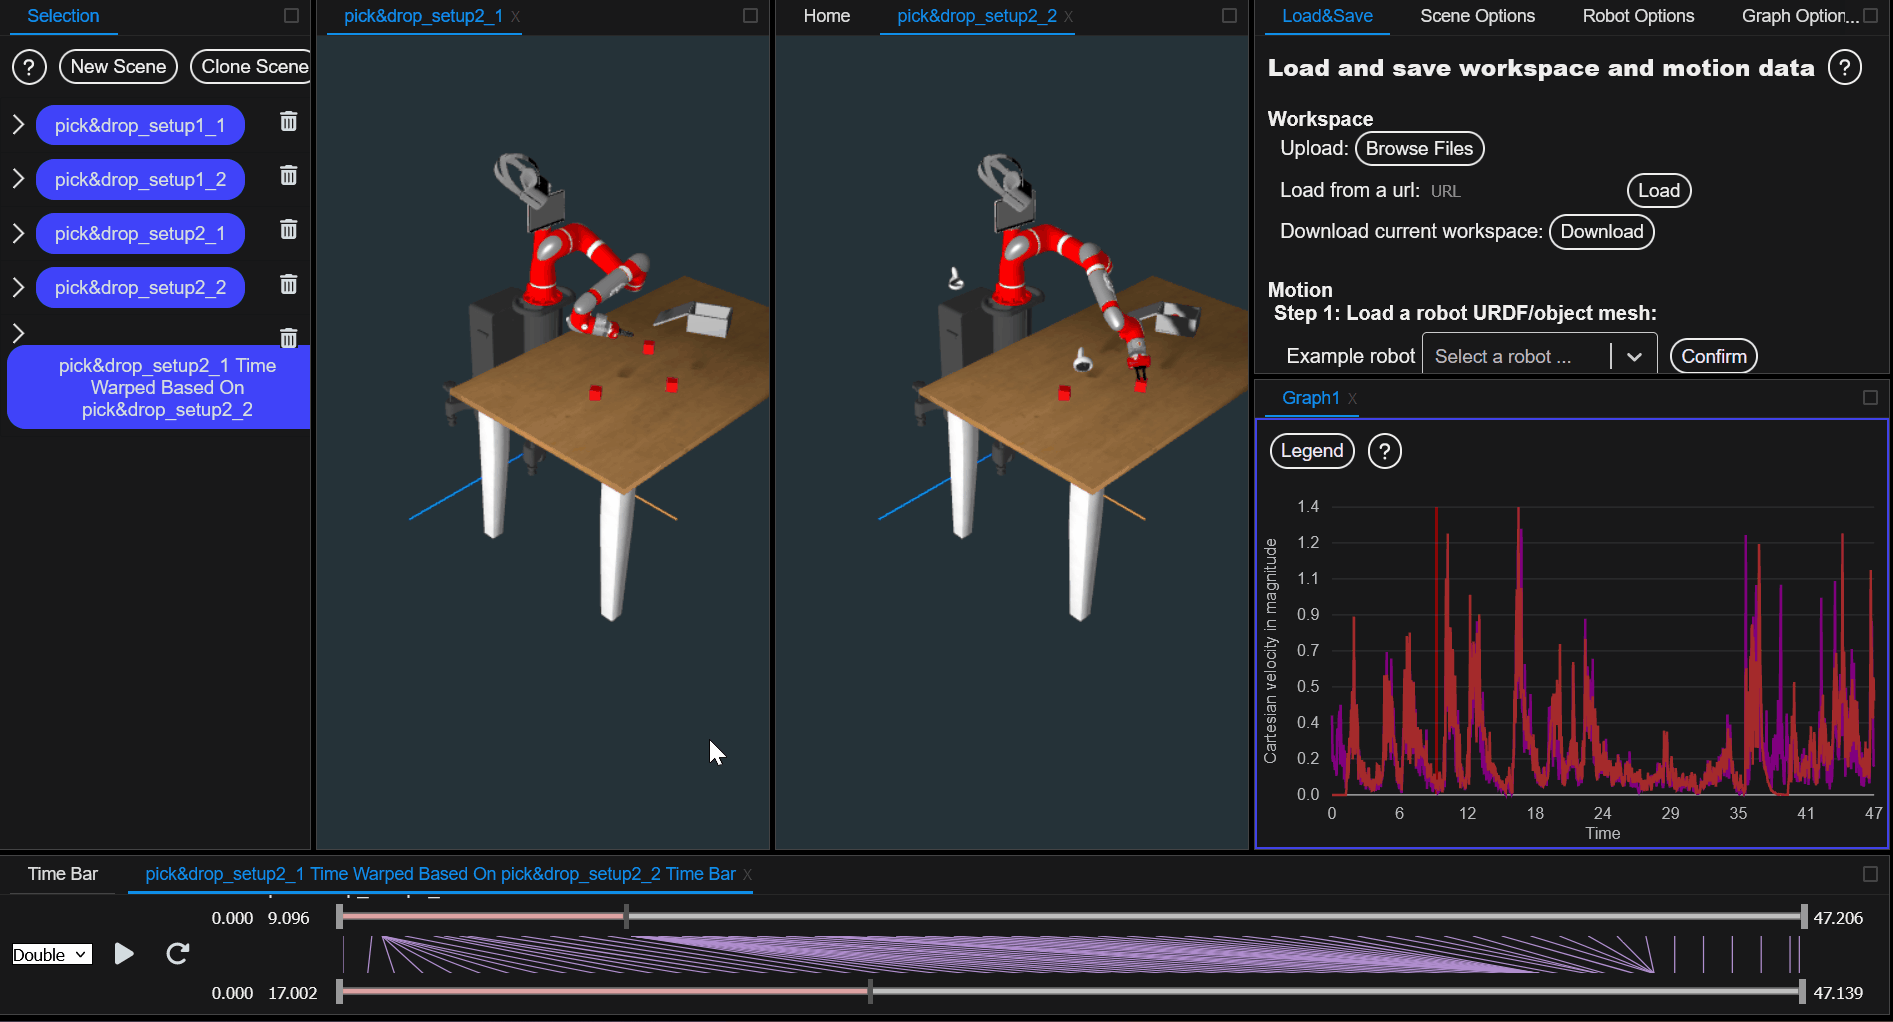 Selection
? New Scene Clone Scene
pick&drop_setup1_1
pick&drop_setup1_2
pick&drop_setup2_1
pick&drop_setup2_2
pick&drop_setup2_1 Time
Warped Based On
pick&drop_setup2_2
pick&drop_setup2_1 X
Home pick&drop_setup2_2 X
Load&Save Scene Options Robot Options Graph Option...
Load and save workspace and motion data ?
Workspace
Upload: Browse Files
Load from a url: URL Load
Download current workspace: Download
Motion
Step 1: Load a robot URDF/object mesh:
Example robot Select a robot ... Confirm
Graph1 X
Legend ?
Cartesian velocity in magnitude
1.4
1.2
1.1
0.9
0.7
0.5
0.4
0.2
0.0
0 6 12 18 24 29 35 41 47
Time
Time Bar pick&drop_setup2_1 Time Warped Based On pick&drop_setup2_2 Time Bar X
0.000 9.096 47.206
Double
0.000 17.002 47.139